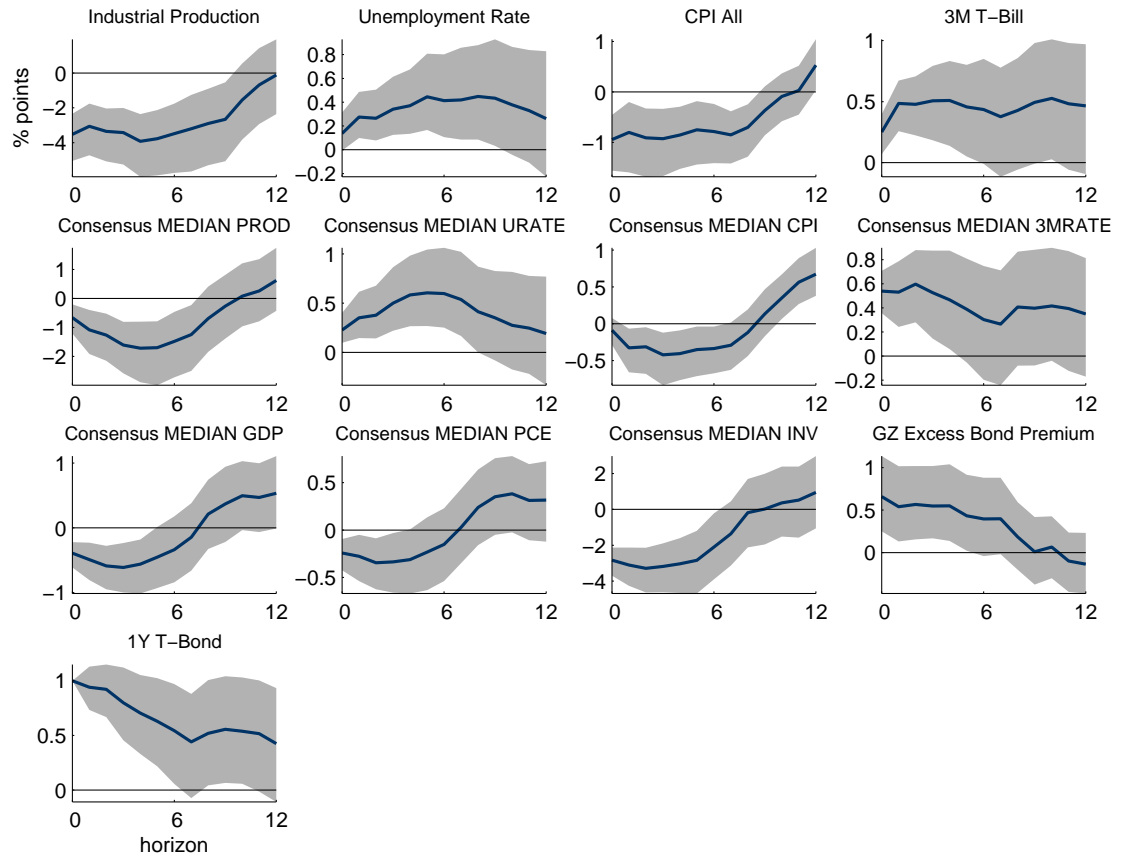 Industrial Production
Unemployment Rate
CPI All
3M T−Bill
% points
0
−2
−4
0 6 12
0.8
0.6
0.4
0.2
0
−0.2
0 6 12
1
0
−1
0 6 12
1
0.5
0
0 6 12
Consensus MEDIAN PROD
Consensus MEDIAN URATE
Consensus MEDIAN CPI
Consensus MEDIAN 3MRATE
1
0
−1
−2
0 6 12
1
0.5
0
0 6 12
1
0.5
0
−0.5
0 6 12
0.8
0.6
0.4
0.2
0
−0.2
0 6 12
Consensus MEDIAN GDP
Consensus MEDIAN PCE
Consensus MEDIAN INV
GZ Excess Bond Premium
1
0
−1
0 6 12
0.5
0
−0.5
0 6 12
2
0
−2
−4
0 6 12
1
0.5
0
0 6 12
1Y T−Bond
1
0.5
0
0 6 12
horizon